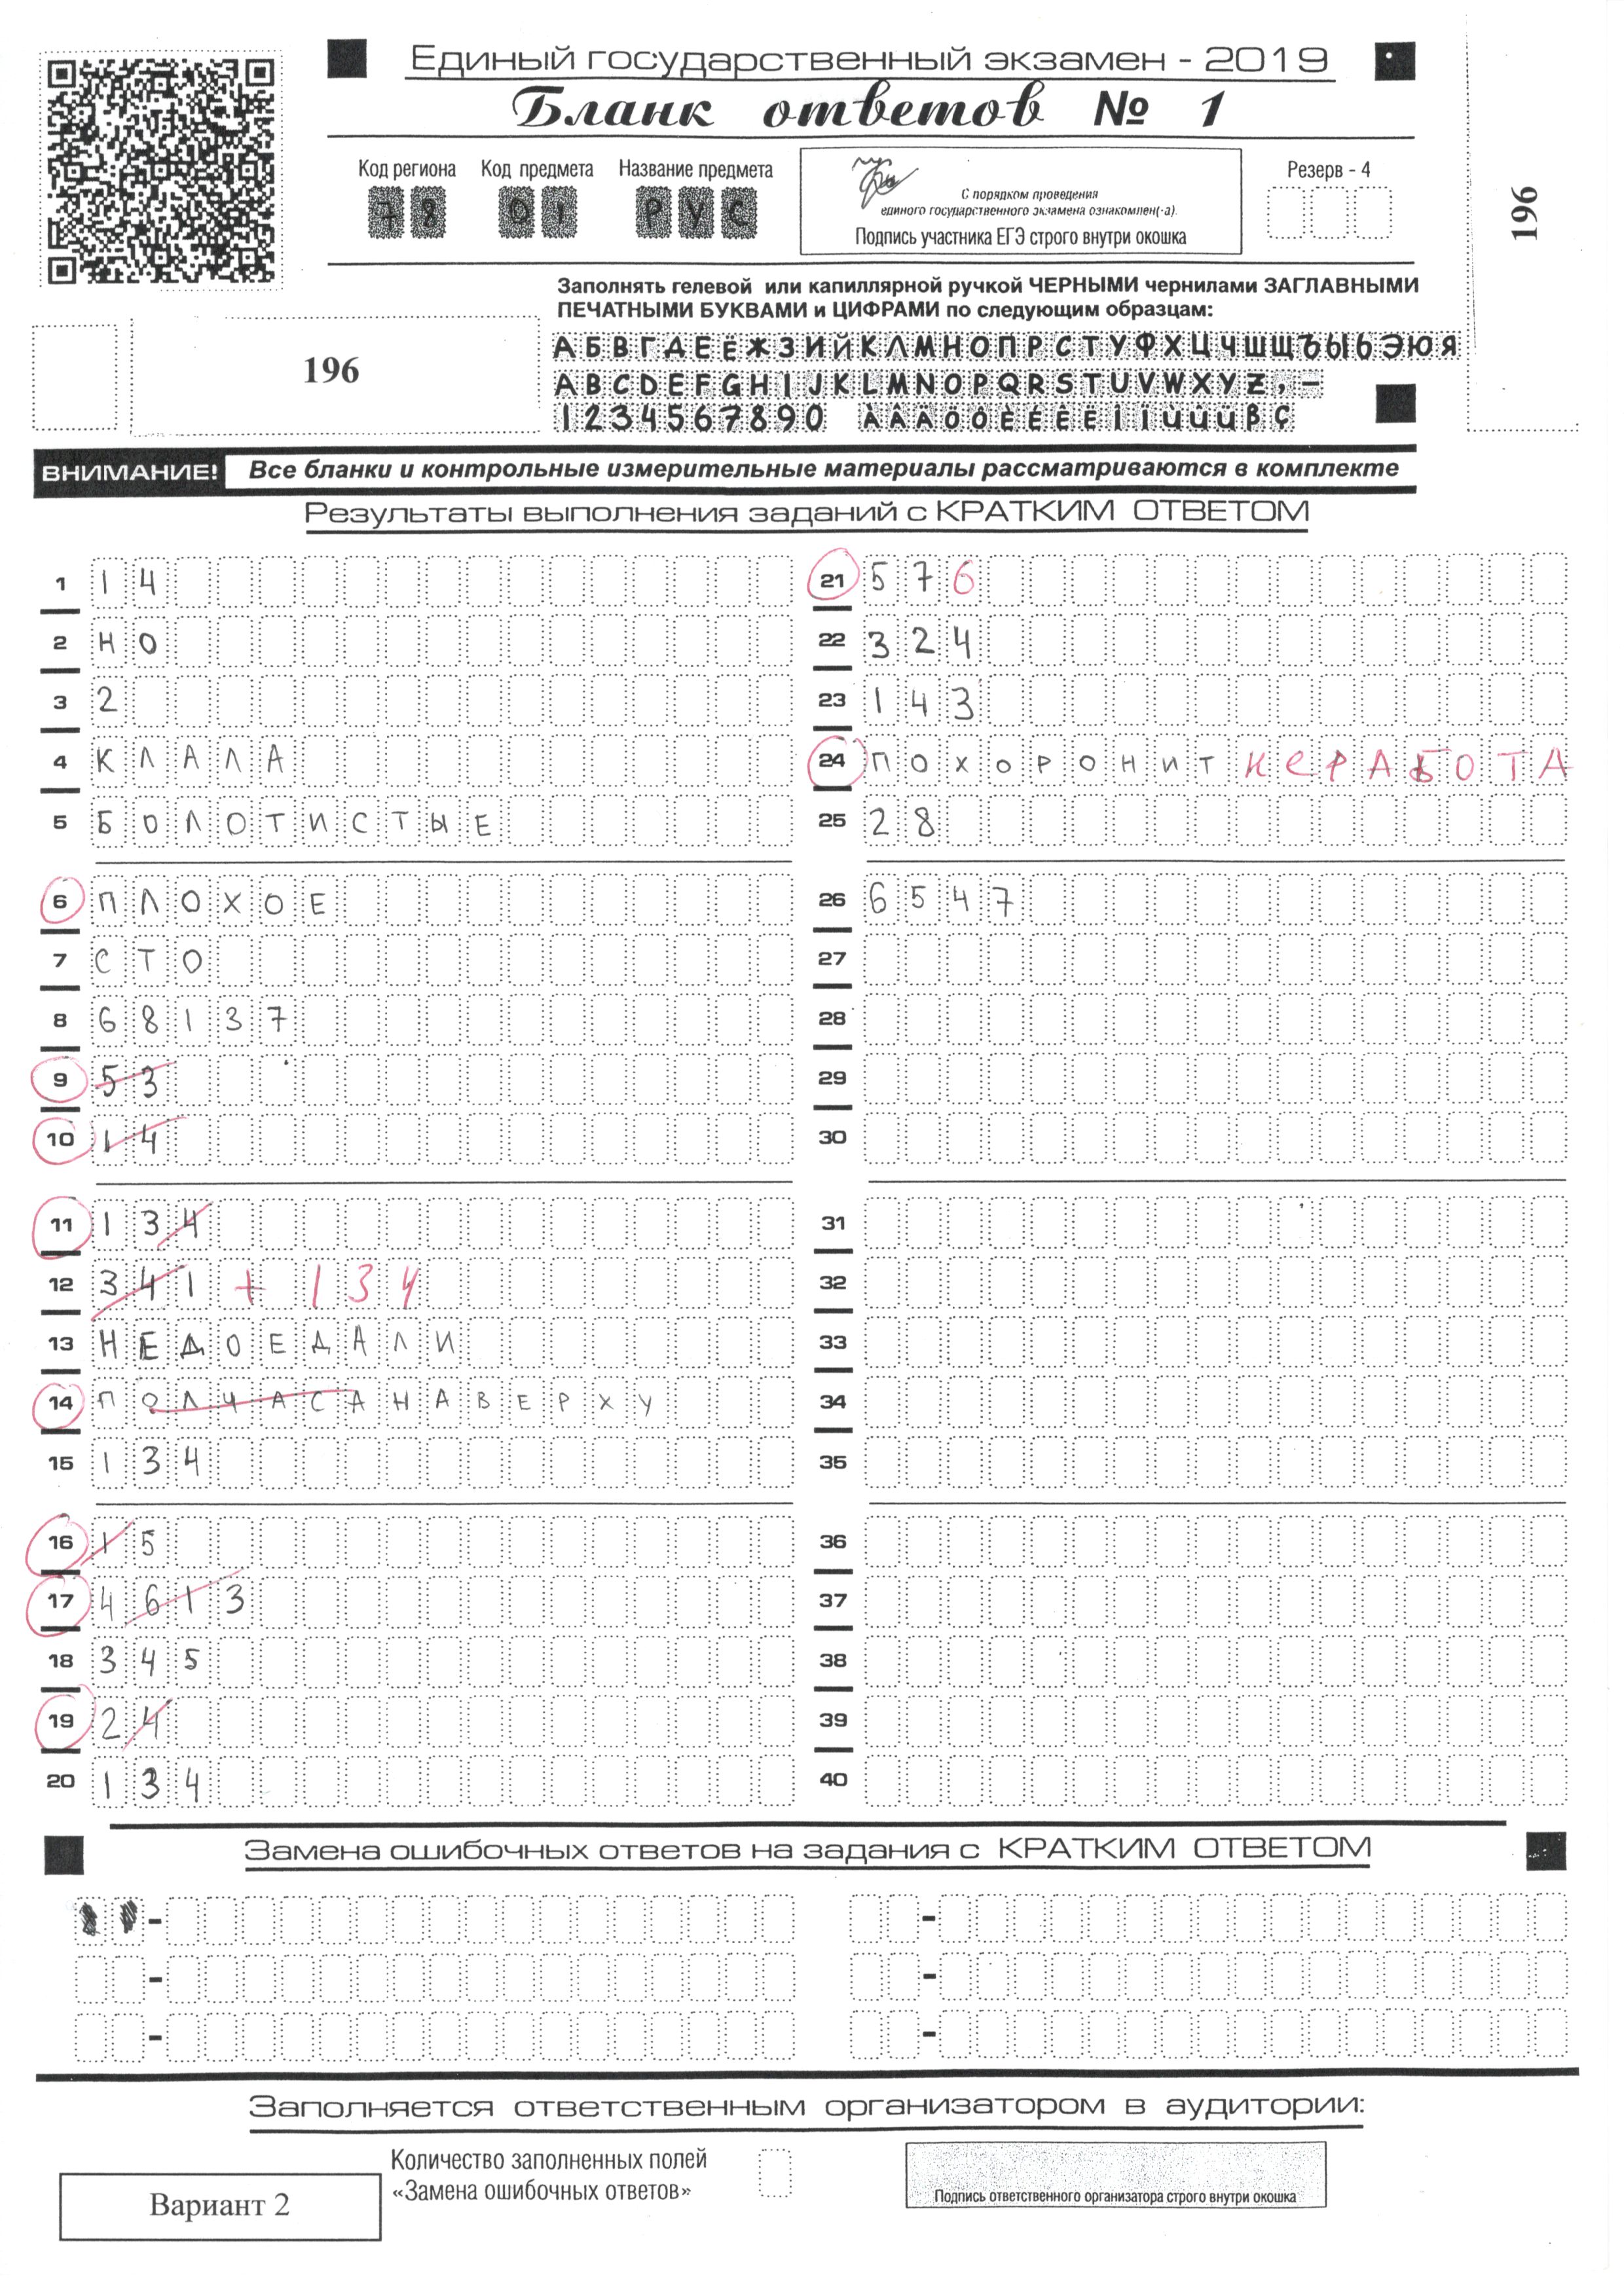 Единый государственный экзамен - 2019
Бланк ответов № 1
Код региона Код предмета Название предмета
78 01 РУС
С порядком проведения
единого государственного экзамена ознакомлен(-а).
Подпись участника ЕГЭ строго внутри окошка
Резерв - 4
196
Заполнять гелевой или капиллярной ручкой ЧЕРНЫМИ чернилами ЗАГЛАВНЫМИ
ПЕЧАТНЫМИ БУКВАМИ и ЦИФРАМИ по следующим образцам:
196
АБВГДЕЁЖЗИЙКЛМНОПРСТУФХЦЧШЩЪЫЬЭЮЯ
ABCDEFGHIJKLMNOPQRSTUVWXYZ,-
1234567890 ÀÂÄÖÔÈÉÊËÎÏÙÛÜβÇ
ВНИМАНИЕ! Все бланки и контрольные измерительные материалы рассматриваются в комплекте
Результаты выполнения заданий с КРАТКИМ ОТВЕТОМ
1 14
2 НО
3 2
4 КЛАЛА
5 БОЛОТИСТЫЕ
6 ПЛОХОЕ
7 СТО
8 68137
9 53
10 14
11 134
12 341 + 134
13 НЕДОЕДАЛИ
14 ПОЛЧАСАНАВЕРХУ
15 134
16 15
17 4613
18 345
19 24
20 134
21 576
22 324
23 143
24 ПОХОРОНИТ НЕРАБОТА
25 28
26 6547
27
28
29
30
31
32
33
34
35
36
37
38
39
40
Замена ошибочных ответов на задания с КРАТКИМ ОТВЕТОМ
Заполняется ответственным организатором в аудитории:
Количество заполненных полей
«Замена ошибочных ответов»
Подпись ответственного организатора строго внутри окошка
Вариант 2